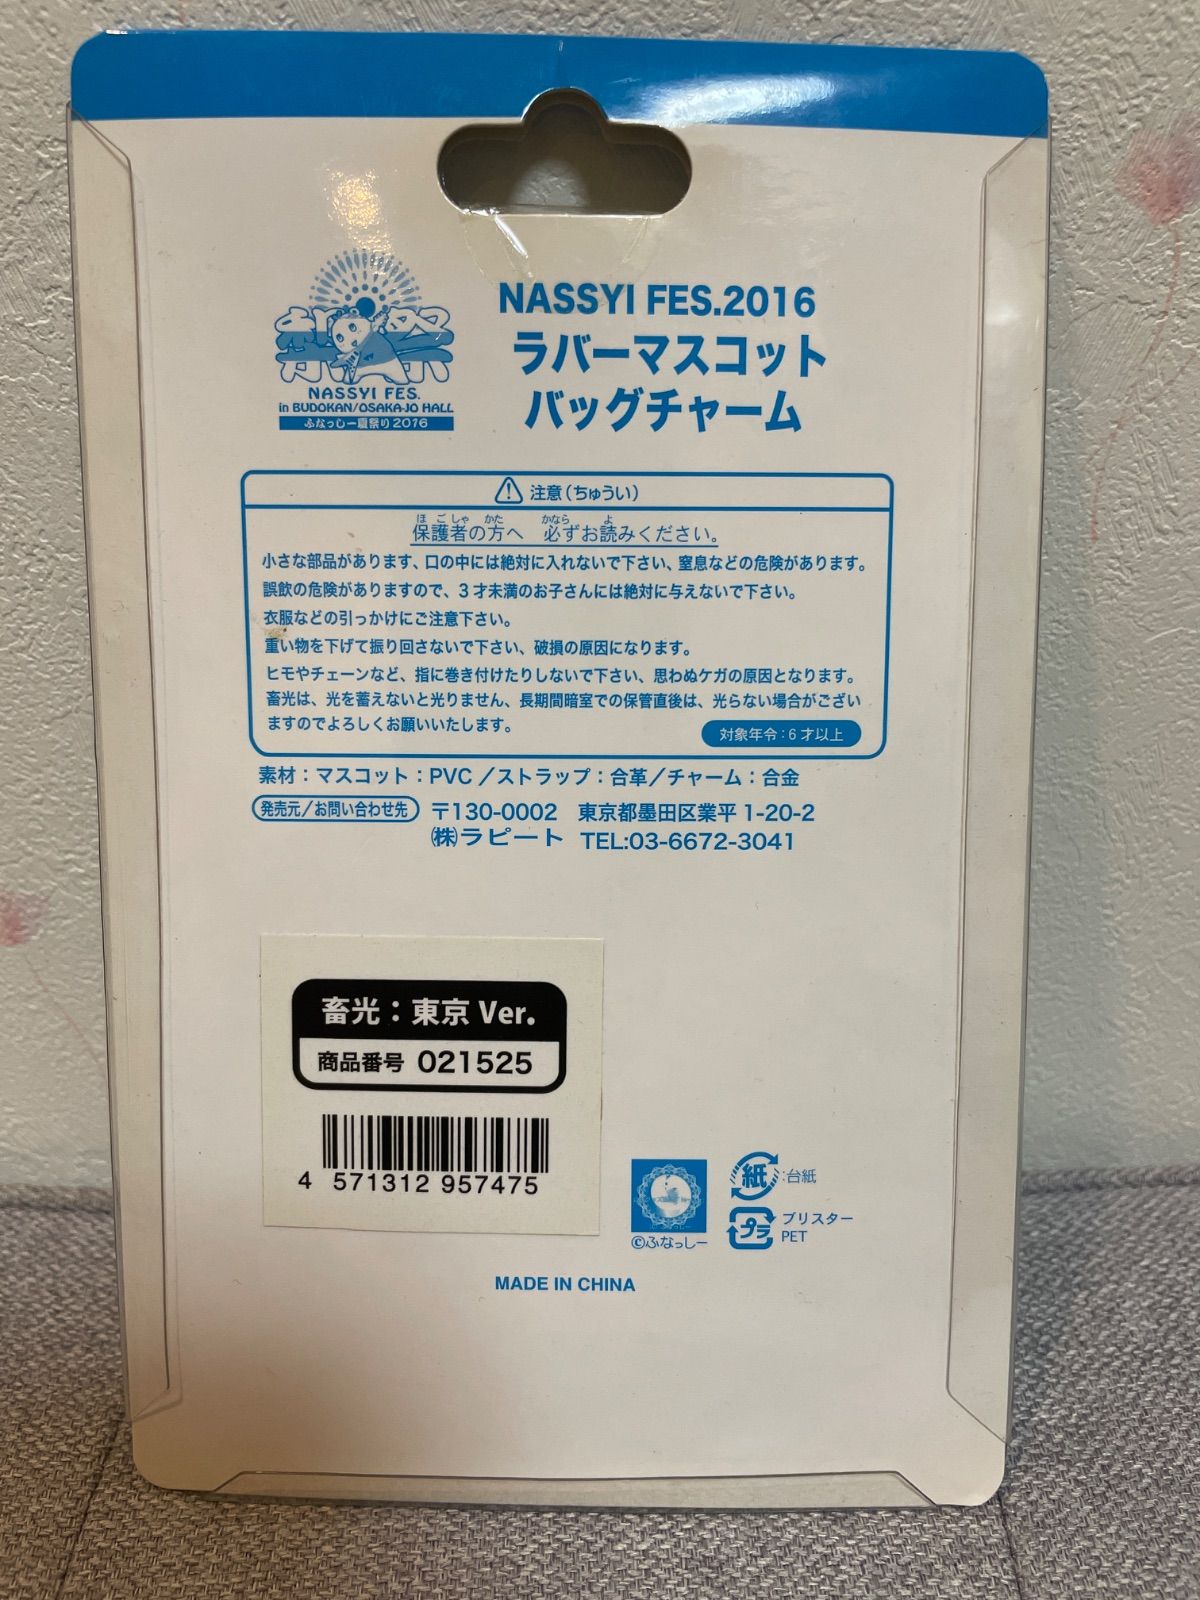 NASSYI FES.
in BUDOKAN/OSAKA-JO HALL
ふなっしー夏祭り2016
NASSYI FES.2016
ラバーマスコット
バッグチャーム
注意(ちゅうい)
保護者の方へ 必ずお読みください。
小さな部品があります、口の中には絶対に入れないで下さい、窒息などの危険があります。
誤飲の危険がありますので、3才未満のお子さんには絶対に与えないで下さい。
衣服などの引っかけにご注意下さい。
重い物を下げて振り回さないで下さい、破損の原因になります。
ヒモやチェーンなど、指に巻き付けたりしないで下さい、思わぬケガの原因となります。
畜光は、光を蓄えないと光りません、長期間暗室での保管直後は、光らない場合がござい
ますのでよろしくお願いいたします。
対象年令:6才以上
素材:マスコット:PVC/ストラップ:合革/チャーム:合金
発売元/お問い合わせ先 〒130-0002 東京都墨田区業平1-20-2
㈱ラピート TEL:03-6672-3041
畜光:東京 Ver.
商品番号 021525
4 571312 957475
©ふなっしー
紙:台紙
プラ ブリスター
PET
MADE IN CHINA